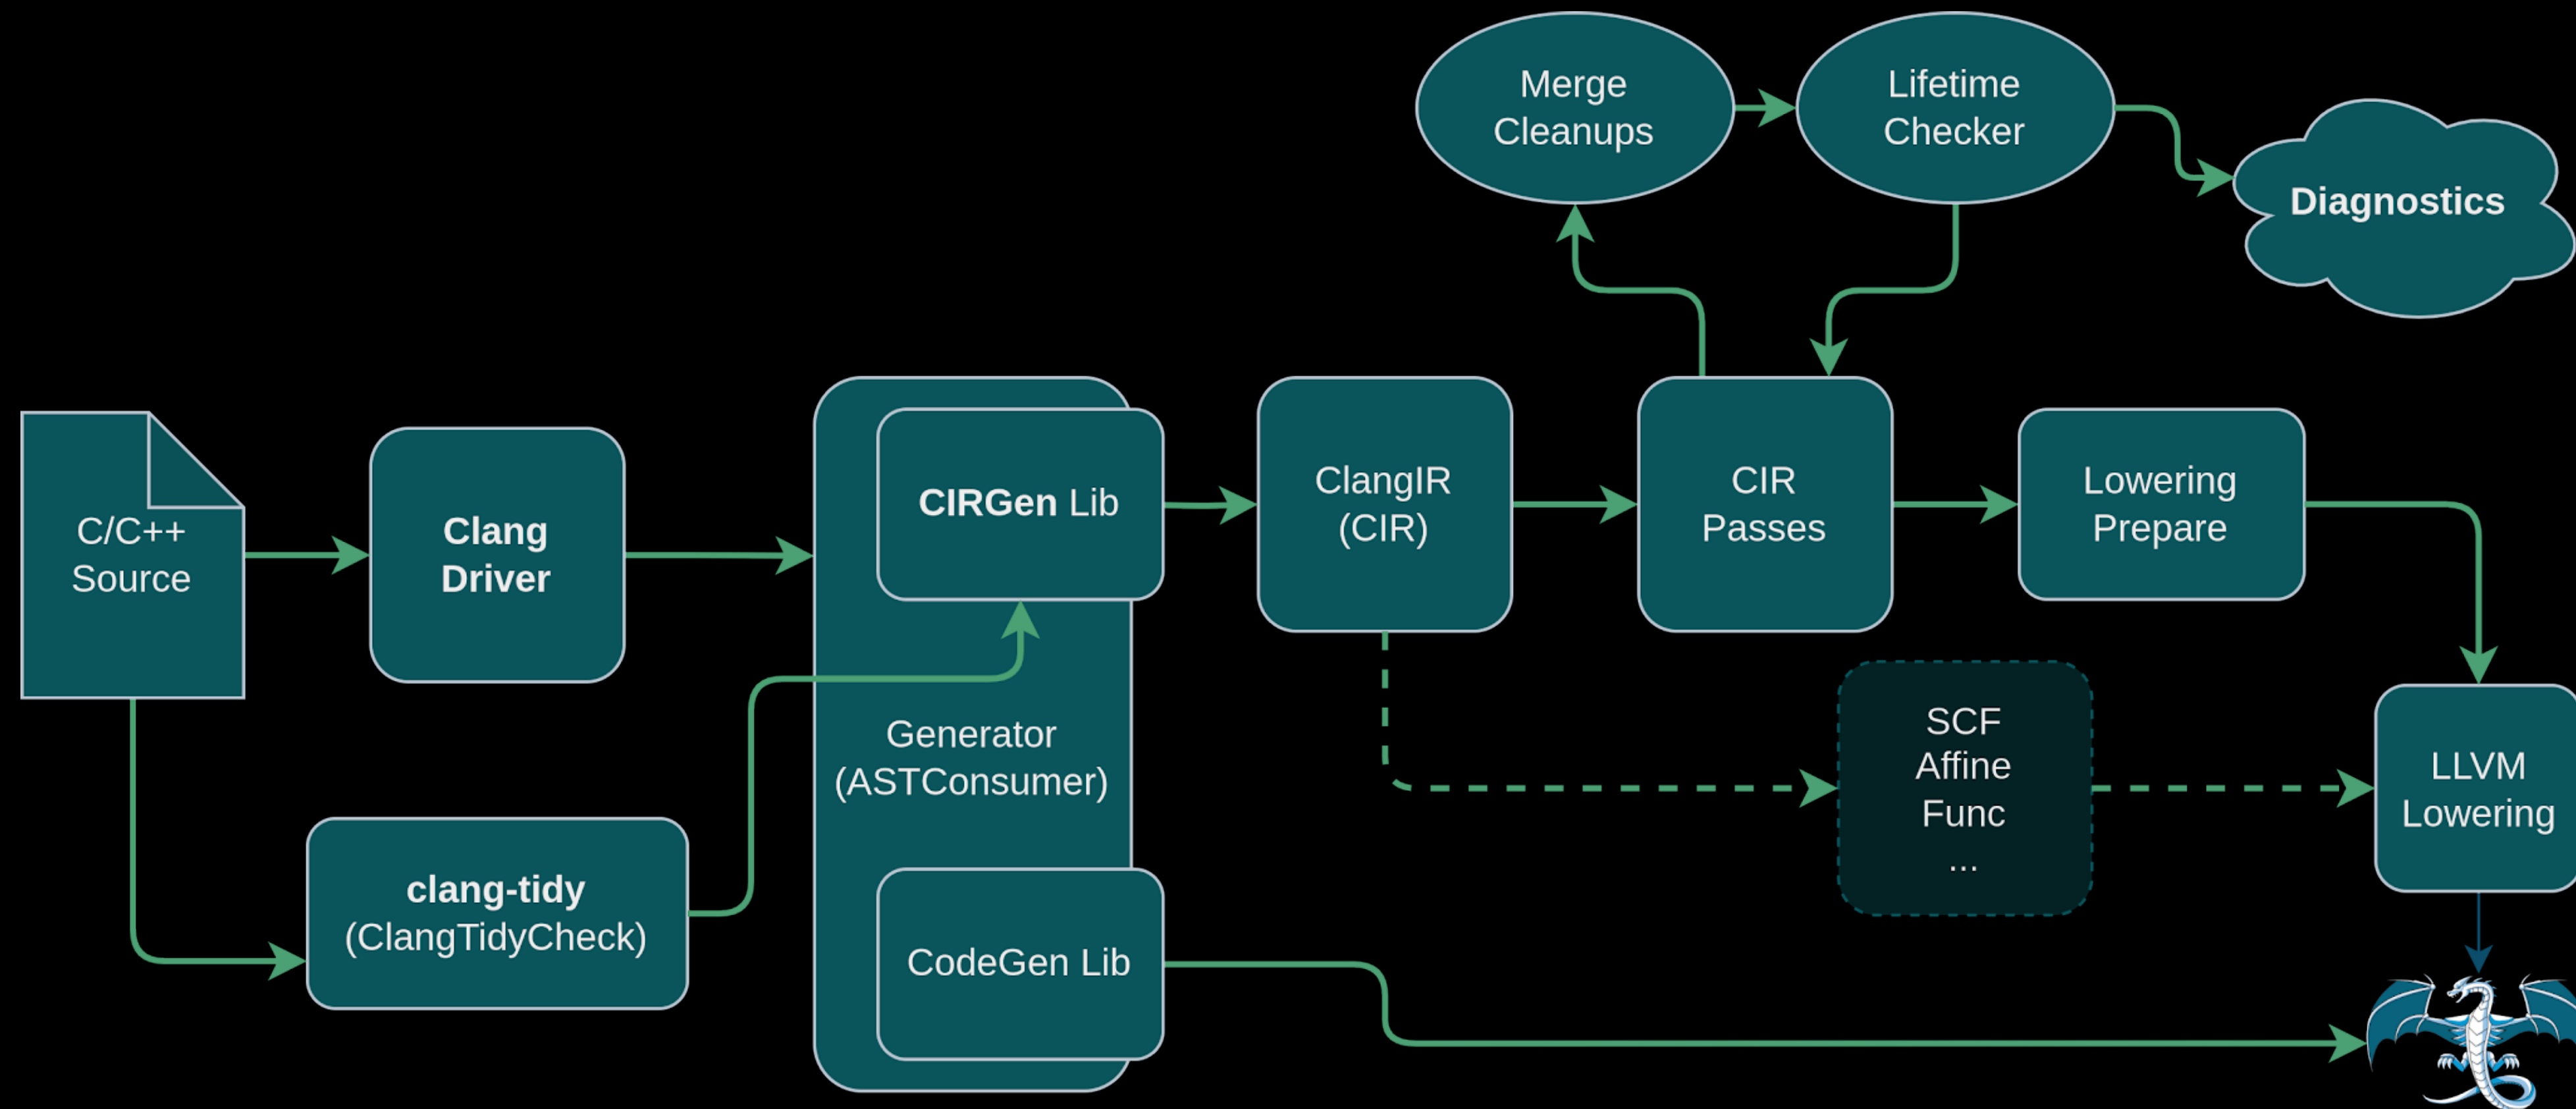 Merge
Cleanups
Lifetime
Checker
Diagnostics
C/C++
Source
Clang
Driver
CIRGen Lib
ClangIR
(CIR)
CIR
Passes
Lowering
Prepare
Generator
(ASTConsumer)
SCF
Affine
Func
...
LLVM
Lowering
clang-tidy
(ClangTidyCheck)
CodeGen Lib